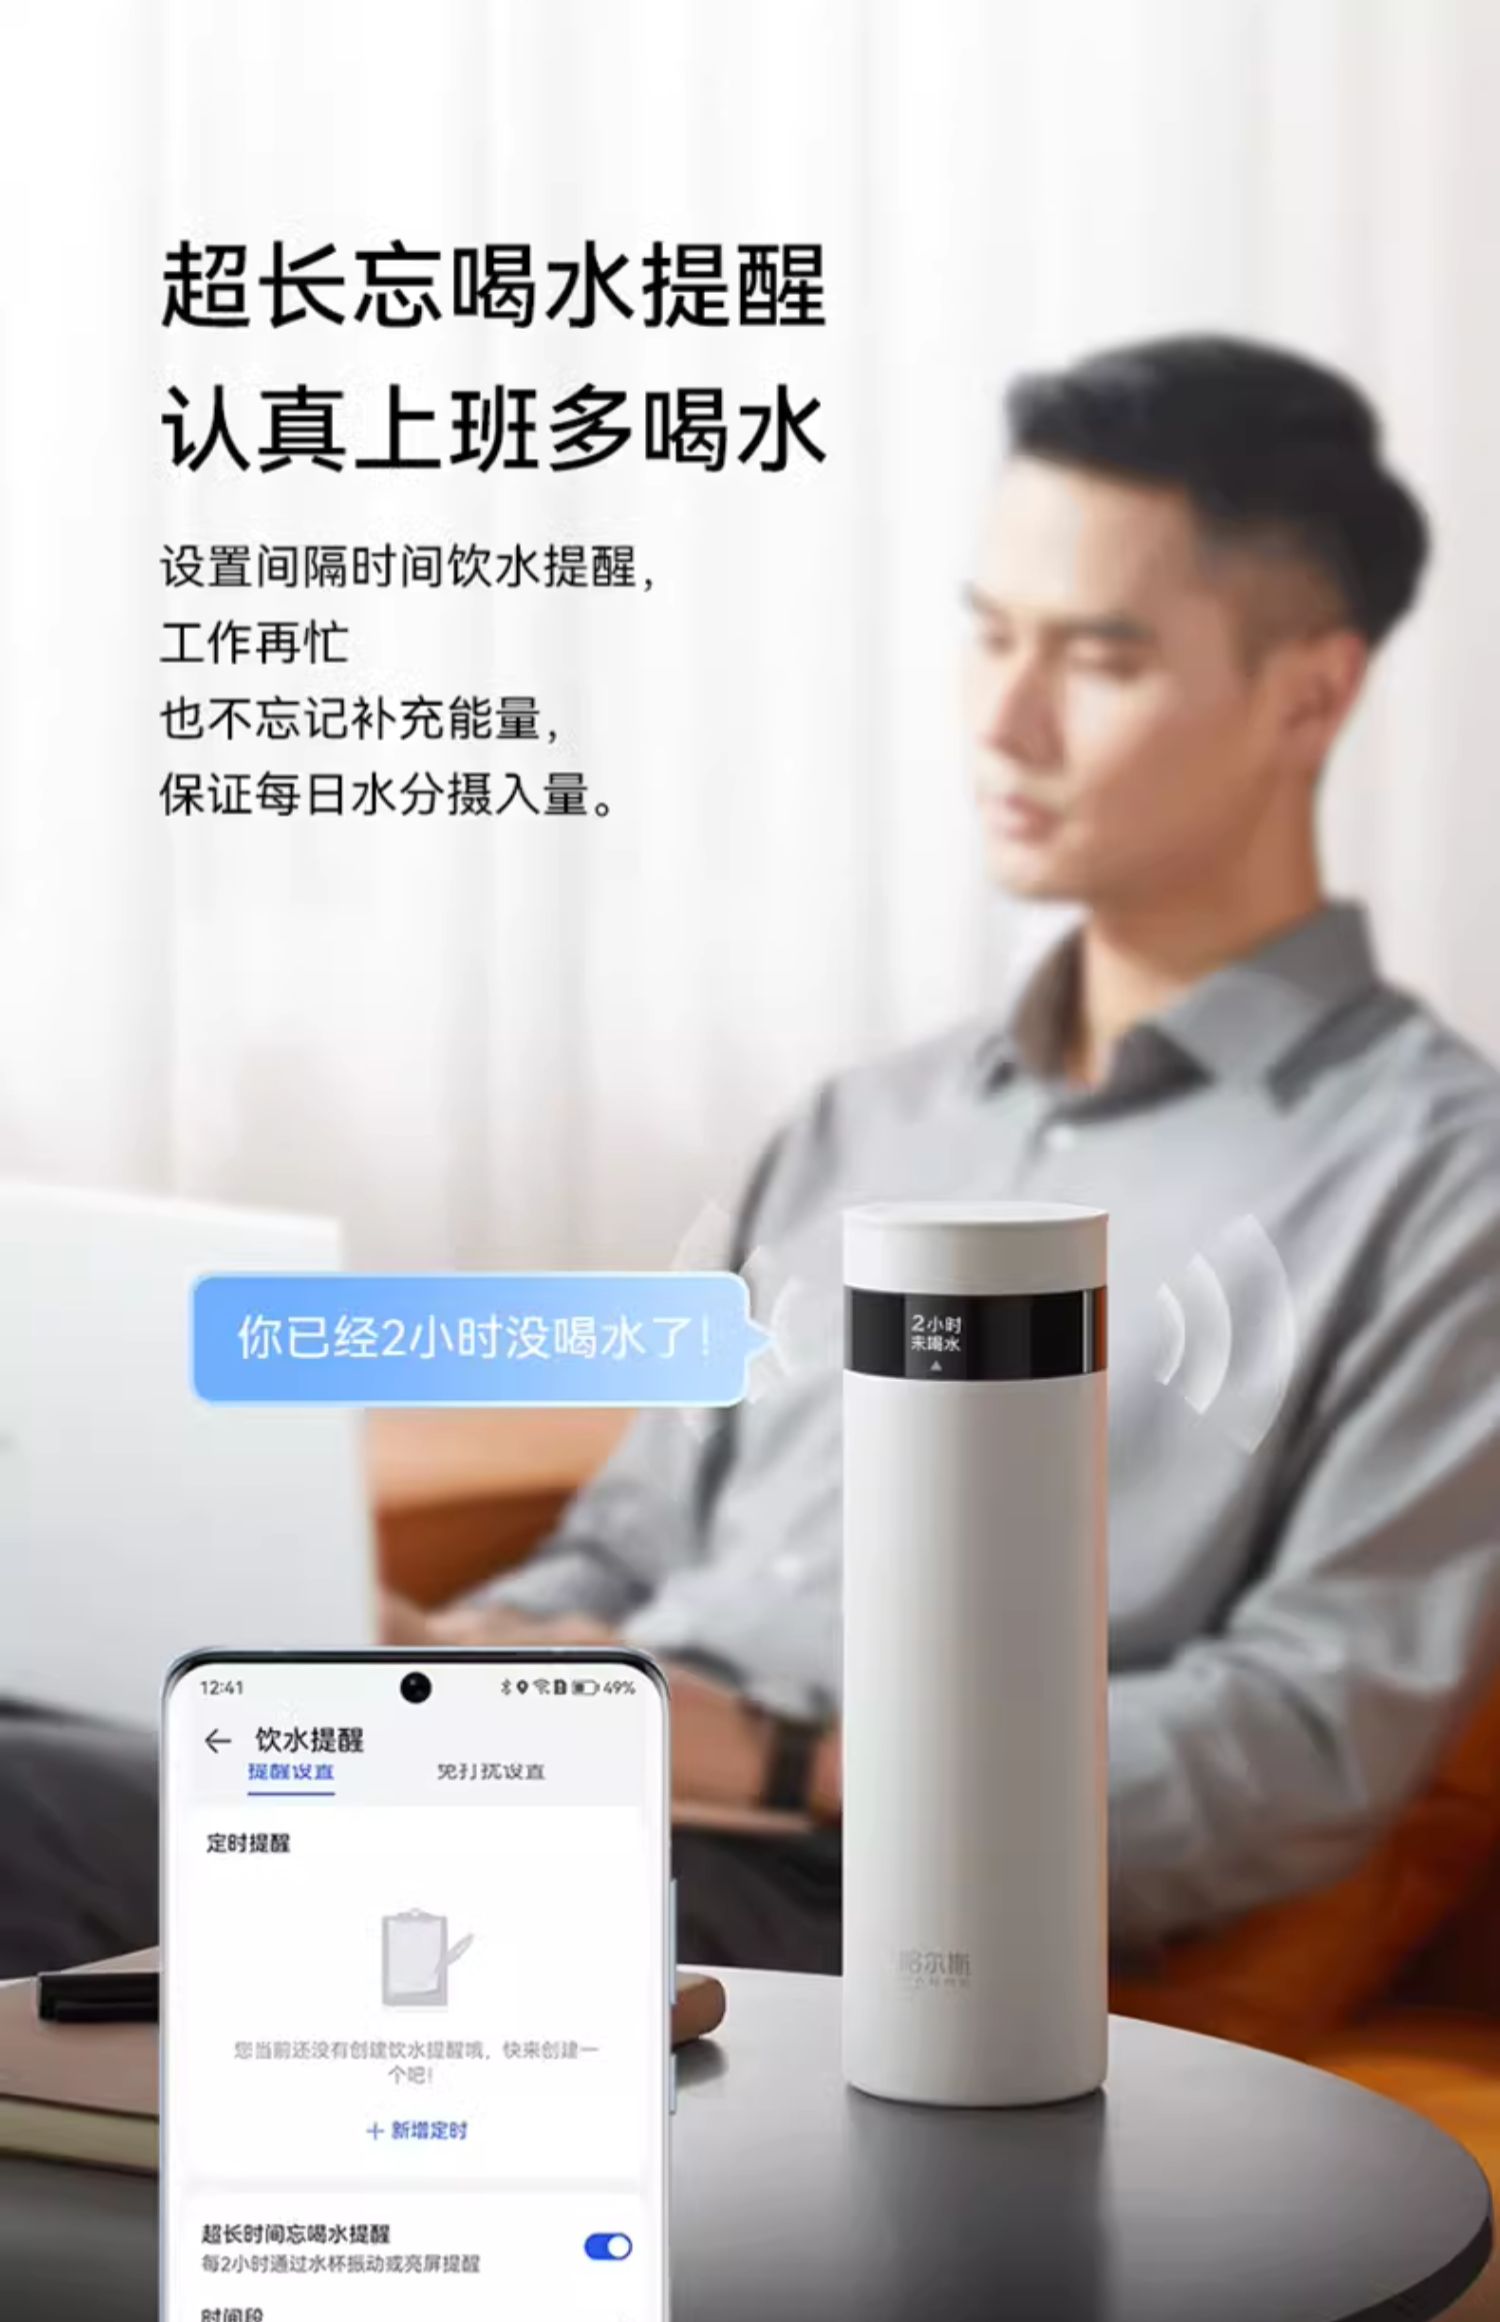 超长忘喝水提醒
认真上班多喝水
设置间隔时间饮水提醒，
工作再忙
也不忘记补充能量，
保证每日水分摄入量。
你已经2小时没喝水了！
2小时
未喝水
12:41
49%
饮水提醒
提醒设置 免打扰设置
定时提醒
您当前还没有创建饮水提醒哦，快来创建一
个吧！
＋ 新增定时
超长时间忘喝水提醒
每2小时通过水杯振动或亮屏提醒
时间段
哈尔斯